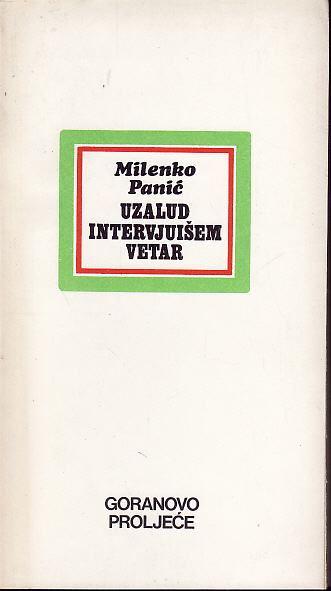 Milenko
Panić
UZALUD
INTERVJUIŠEM
VETAR
GORANOVO
PROLJEĆE